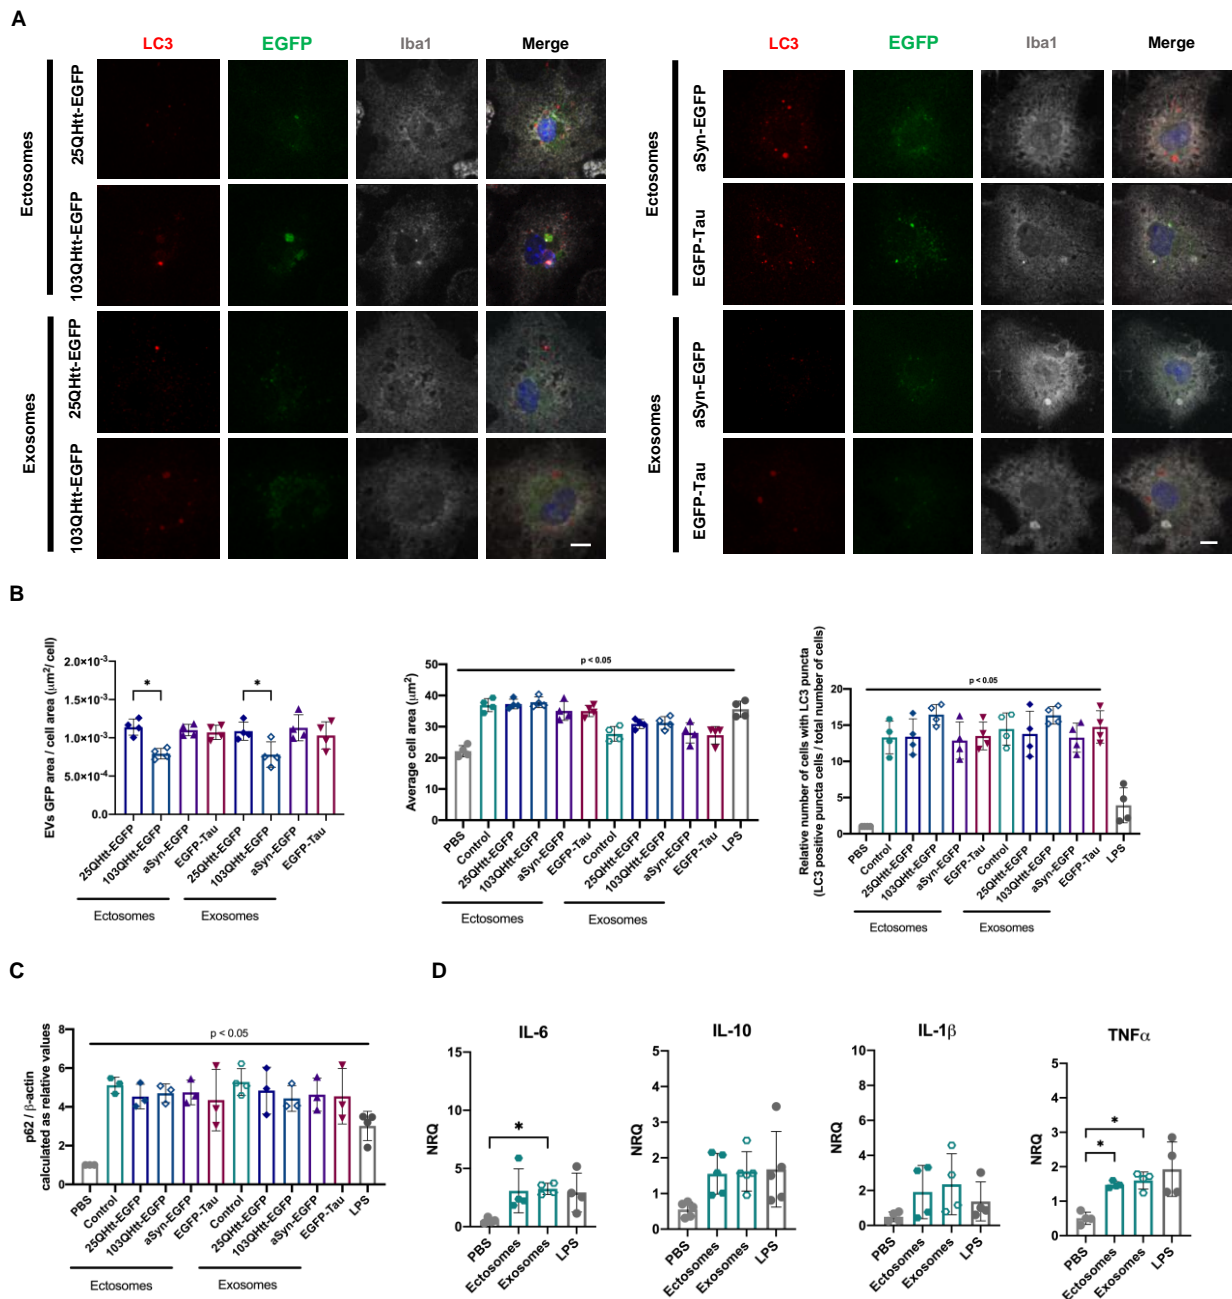 A
LC3 EGFP Iba1 Merge
LC3 EGFP Iba1 Merge
Ectosomes
25QHtt-EGFP
103QHtt-EGFP
Exosomes
25QHtt-EGFP
103QHtt-EGFP
Ectosomes
aSyn-EGFP
EGFP-Tau
Exosomes
aSyn-EGFP
EGFP-Tau
B
EVs GFP area / cell area (μm²/ cell)
2.0×10⁻³
1.5×10⁻³
1.0×10⁻³
5.0×10⁻⁴
0.0
* *
25QHtt-EGFP
103QHtt-EGFP
aSyn-EGFP
EGFP-Tau
25QHtt-EGFP
103QHtt-EGFP
aSyn-EGFP
EGFP-Tau
Ectosomes Exosomes
Average cell area (μm²)
50
40
30
20
10
0
p < 0.05
PBS
Control
25QHtt-EGFP
103QHtt-EGFP
aSyn-EGFP
EGFP-Tau
Control
25QHtt-EGFP
103QHtt-EGFP
aSyn-EGFP
EGFP-Tau
LPS
Ectosomes Exosomes
Relative number of cells with LC3 puncta
(LC3 positive puncta cells / total number of cells)
20
15
10
5
0
p < 0.05
PBS
Control
25QHtt-EGFP
103QHtt-EGFP
aSyn-EGFP
EGFP-Tau
Control
25QHtt-EGFP
103QHtt-EGFP
aSyn-EGFP
EGFP-Tau
LPS
Ectosomes Exosomes
C
p62 / β-actin
calculated as relative values
8
6
4
2
0
p < 0.05
PBS
Control
25QHtt-EGFP
103QHtt-EGFP
aSyn-EGFP
EGFP-Tau
Control
25QHtt-EGFP
103QHtt-EGFP
aSyn-EGFP
EGFP-Tau
LPS
Ectosomes Exosomes
D
IL-6
NRQ
15
10
5
0
*
PBS
Ectosomes
Exosomes
LPS
IL-10
NRQ
5
4
3
2
1
0
PBS
Ectosomes
Exosomes
LPS
IL-1β
NRQ
10
8
6
4
2
0
PBS
Ectosomes
Exosomes
LPS
TNFα
NRQ
5
4
3
2
1
0
*
*
PBS
Ectosomes
Exosomes
LPS